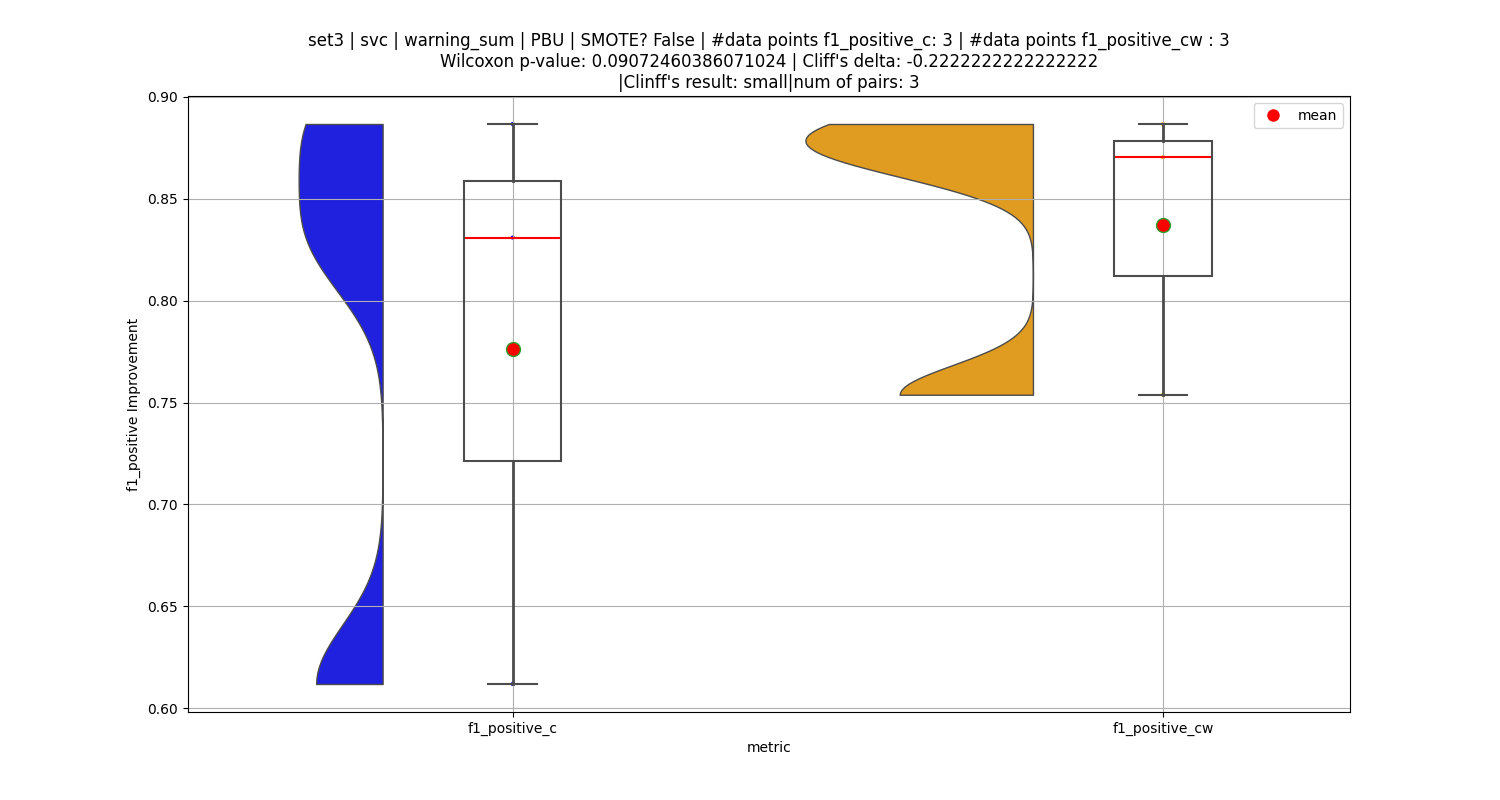 set3 | svc | warning_sum | PBU | SMOTE? False | #data points f1_positive_c: 3 | #data points f1_positive_cw : 3
Wilcoxon p-value: 0.09072460386071024 | Cliff's delta: -0.2222222222222222
|Clinff's result: small|num of pairs: 3
mean
0.90
0.85
0.80
0.75
0.70
0.65
0.60
f1_positive Improvement
f1_positive_c
f1_positive_cw
metric